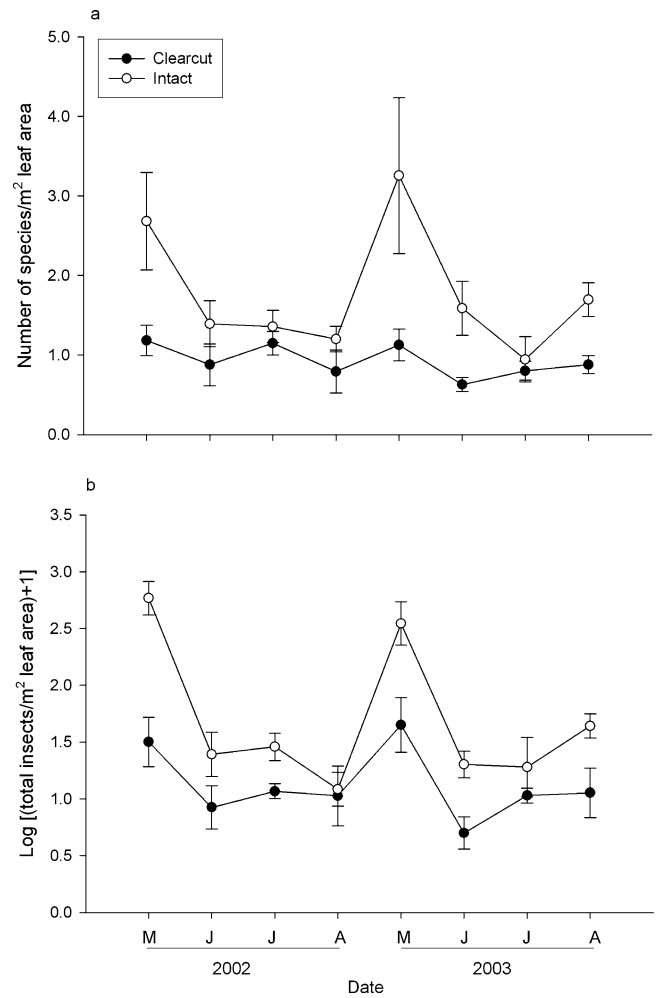 a
5.0
4.0
3.0
2.0
1.0
0.0
Number of species/m² leaf area
Clearcut
Intact
b
3.5
3.0
2.5
2.0
1.5
1.0
0.5
0.0
Log [(total insects/m² leaf area)+1]
M J J A M J J A
2002 2003
Date